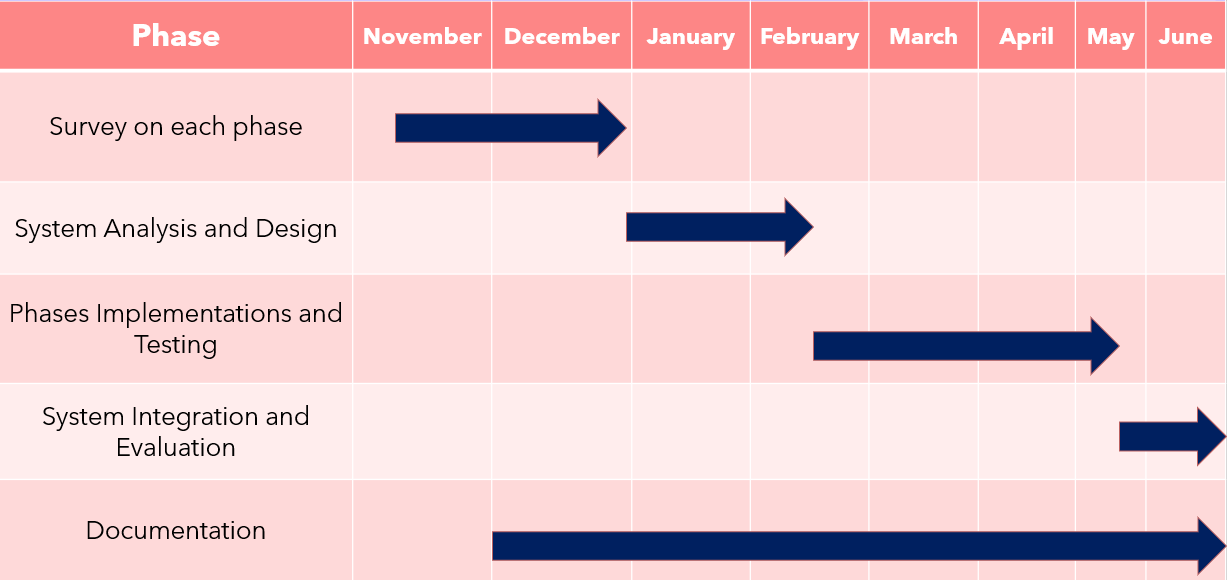 Phase November December January February March April May June
Survey on each phase
System Analysis and Design
Phases Implementations and
Testing
System Integration and
Evaluation
Documentation